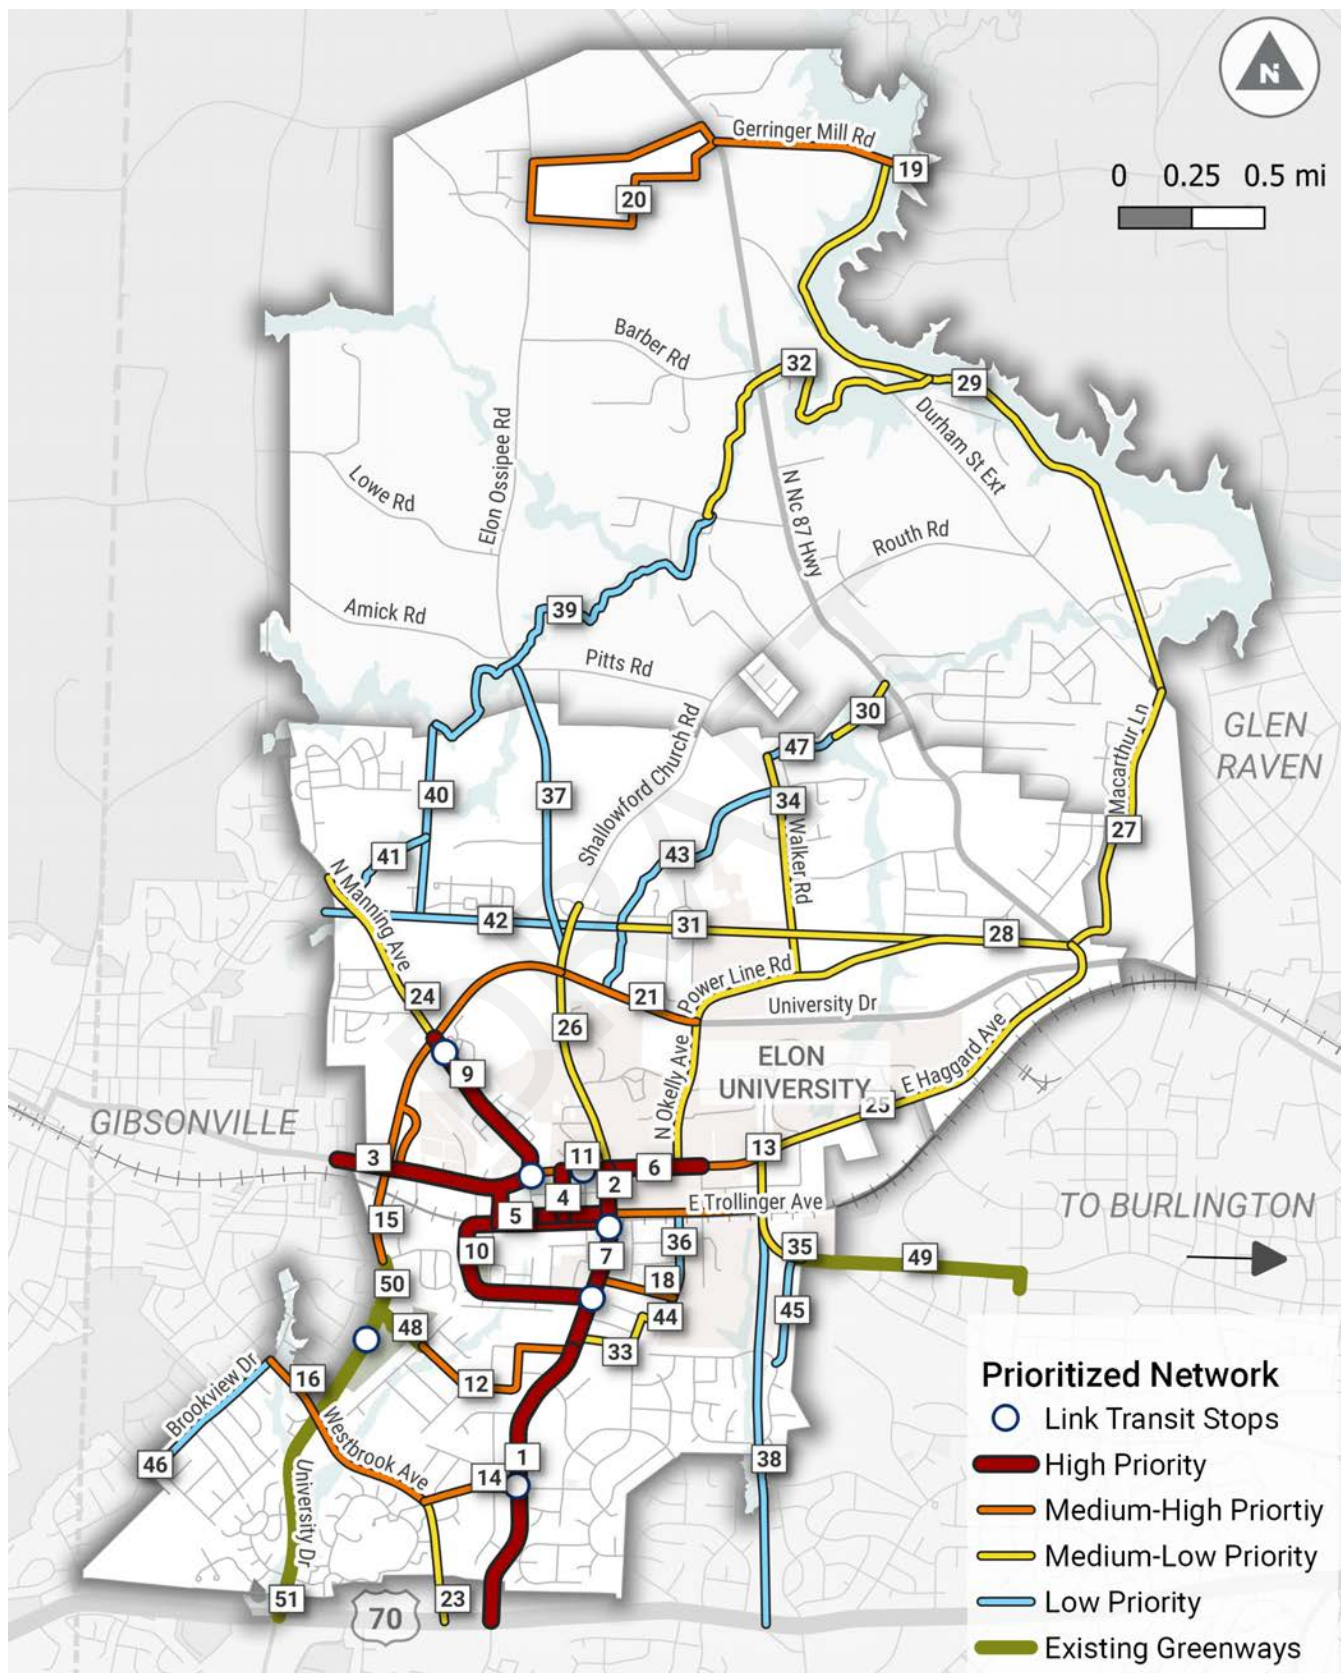 N
Gerringer Mill Rd
19
0 0.25 0.5 mi
20
Barber Rd
32
29
Durham St Ext
Elon Ossipee Rd
Lowe Rd
N Nc 87 Hwy
Routh Rd
39
Amick Rd
Pitts Rd
30
47
GLEN
RAVEN
Shallowford Church Rd
Macarthur Ln
40
37
34
27
Walker Rd
41
43
N Manning Ave
42
31
28
DRAFT
24
21
Power Line Rd
University Dr
26
9
ELON
UNIVERSITY
N Okelly Ave
E Haggard Ave
25
GIBSONVILLE
3
11
6
13
2
4
5
E Trollinger Ave
TO BURLINGTON
15
10
7
36
35
49
50
18
44
45
48
33
16
12
Brookview Dr
Westbrook Ave
46
1
14
38
University Dr
51
23
70
Prioritized Network
Link Transit Stops
High Priority
Medium-High Priortiy
Medium-Low Priority
Low Priority
Existing Greenways